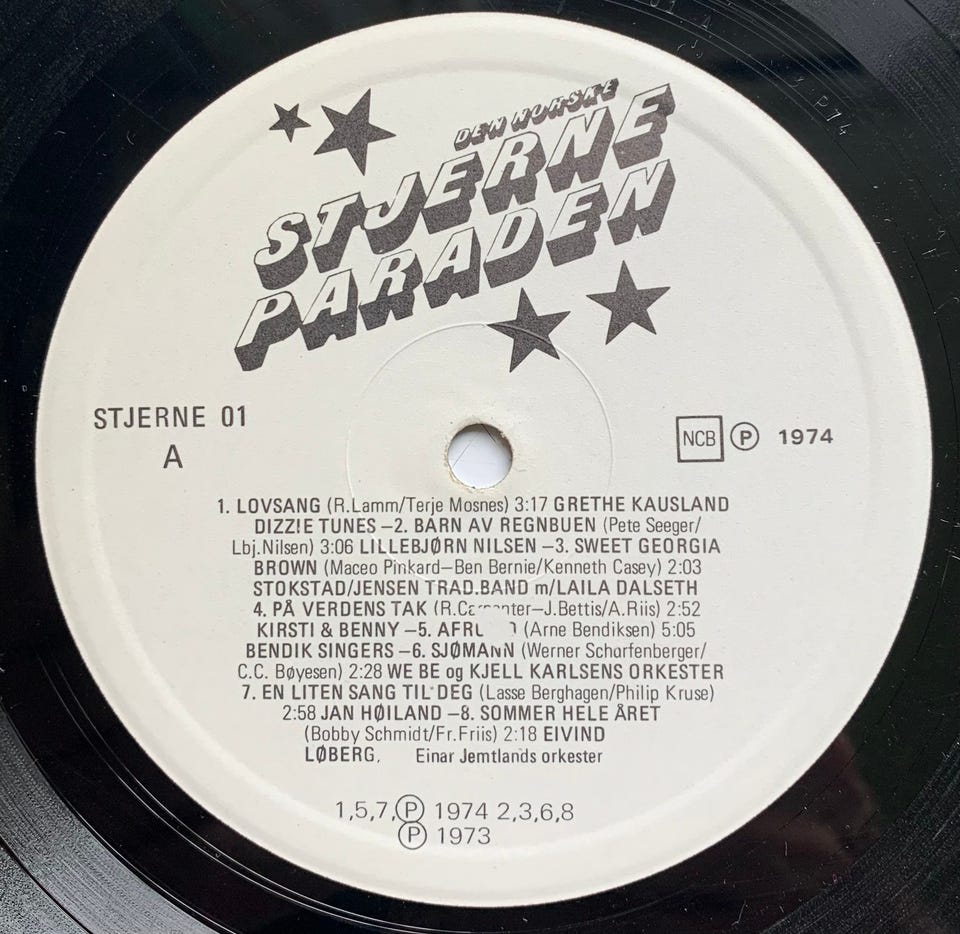 DEN NORSKE
STJERNE
PARADEN
STJERNE 01
A
NCB P 1974
1. LOVSANG (R.Lamm/Terje Mosnes) 3:17 GRETHE KAUSLAND
DIZZIE TUNES –2. BARN AV REGNBUEN (Pete Seeger/
Lbj.Nilsen) 3:06 LILLEBJØRN NILSEN –3. SWEET GEORGIA
BROWN (Maceo Pinkard–Ben Bernie/Kenneth Casey) 2:03
STOKSTAD/JENSEN TRAD.BAND m/LAILA DALSETH
4. PÅ VERDENS TAK (R. –J.Bettis/A.Riis) 2:52
KIRSTI & BENNY –5. (Arne Bendiksen) 5:05
BENDIK SINGERS –6. SJØMANN (Werner Scharfenberger/
C.C. Bøyesen) 2:28 WE BE og KJELL KARLSENS ORKESTER
7. EN LITEN SANG TIL DEG (Lasse Berghagen/Philip Kruse)
2:58 JAN HØILAND –8. SOMMER HELE ÅRET
(Bobby Schmidt/Fr.Friis) 2:18 EIVIND
LØBERG, Einar Jemtlands orkester
1,5,7, P 1974 2,3,6,8
P 1973